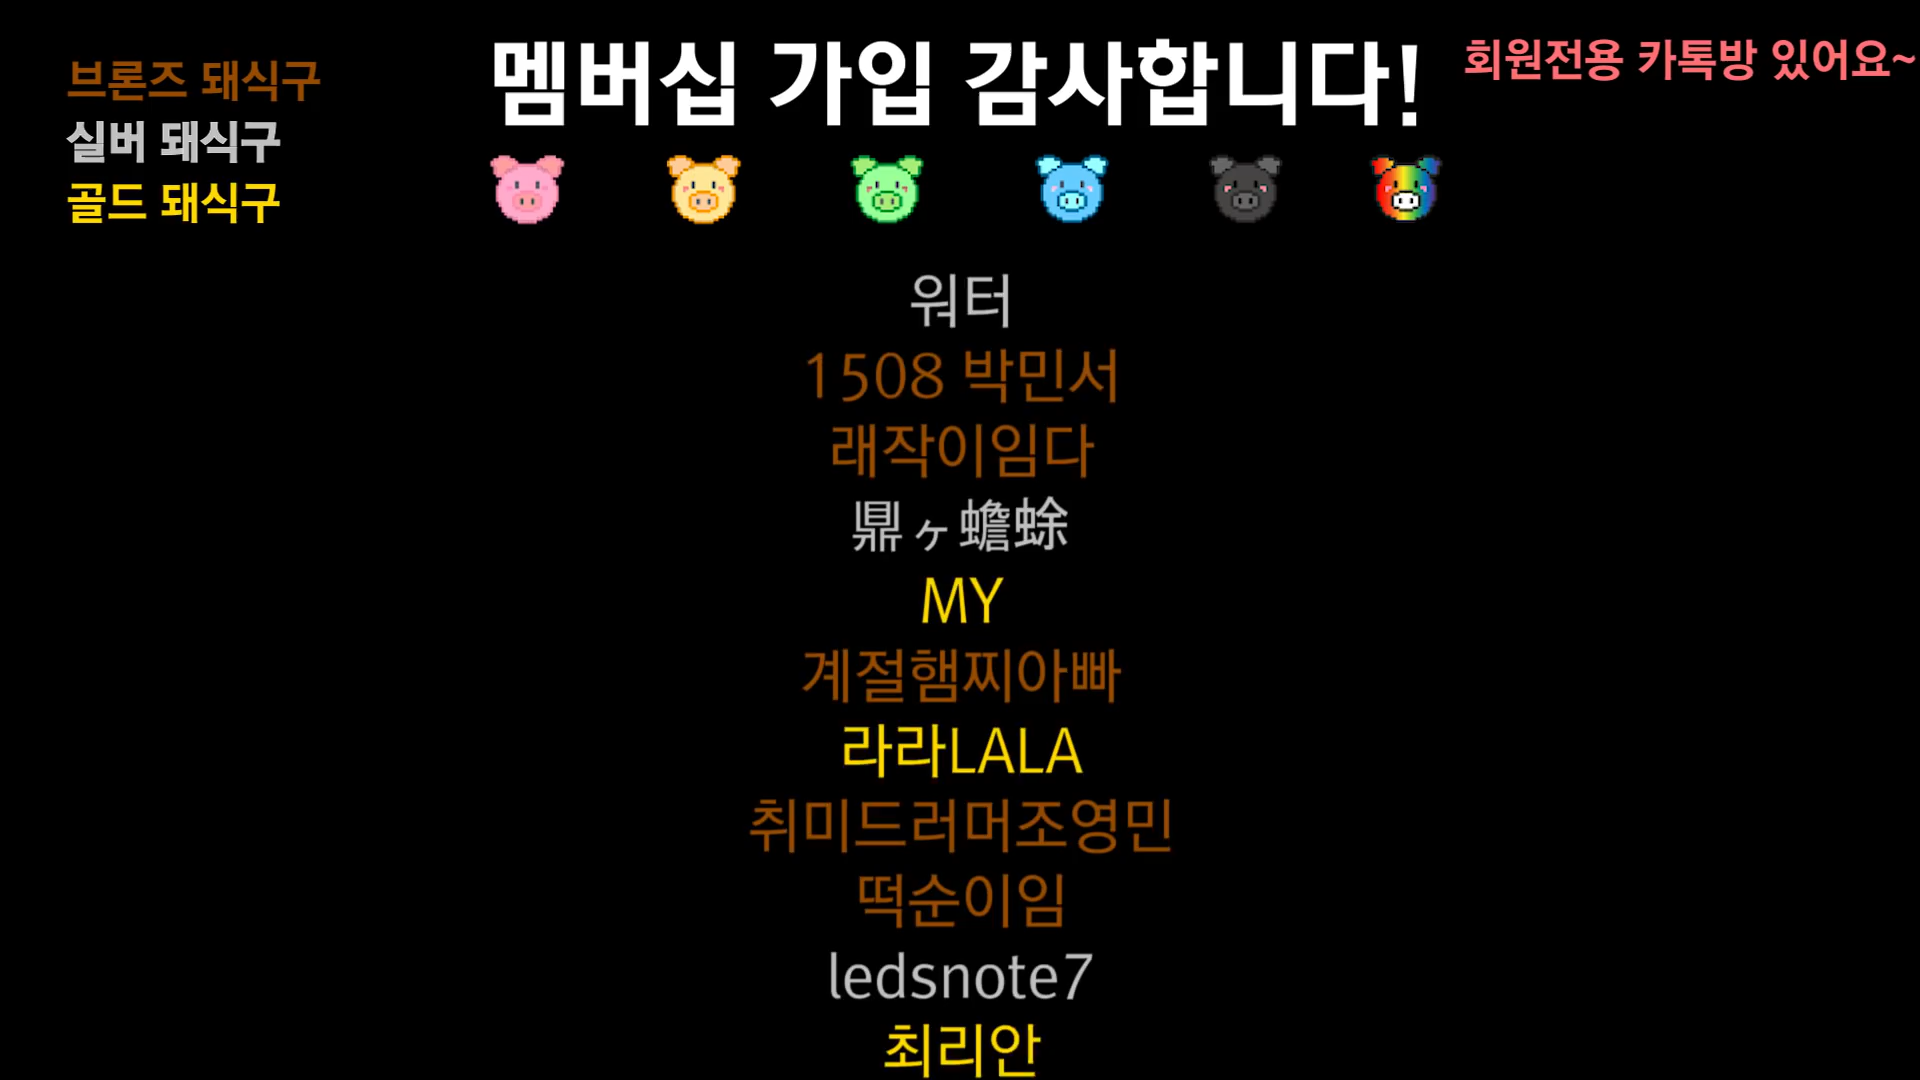 브론즈 돼식구
실버 돼식구
골드 돼식구
멤버십 가입 감사합니다!
회원전용 카톡방 있어요~
워터
1508 박민서
래작이임다
鼎ヶ蟾蜍
MY
계절햄찌아빠
라라LALA
취미드러머조영민
떡순이임
ledsnote7
최리안